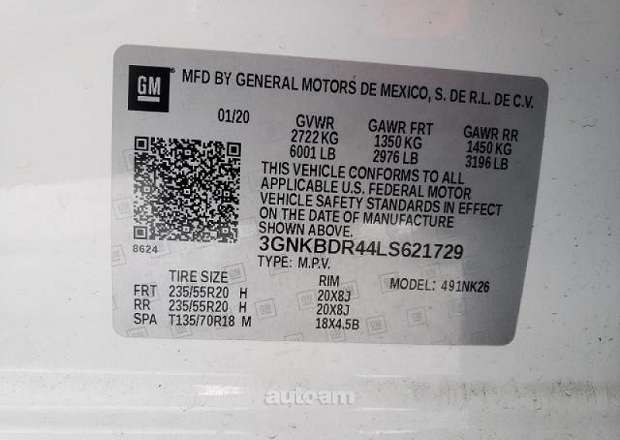 GM
MFD BY GENERAL MOTORS DE MEXICO, S. DE R.L. DE C.V.
01/20 GVWR GAWR FRT GAWR RR
2722 KG 1350 KG 1450 KG
6001 LB 2976 LB 3196 LB
THIS VEHICLE CONFORMS TO ALL
APPLICABLE U.S. FEDERAL MOTOR
VEHICLE SAFETY STANDARDS IN EFFECT
ON THE DATE OF MANUFACTURE
SHOWN ABOVE.
8624
3GNKBDR44LS621729
TYPE: M.P.V. MODEL: 491NK26
TIRE SIZE RIM
FRT 235/55R20 H 20X8J
RR 235/55R20 H 20X8J
SPA T135/70R18 M 18X4.5B
autoam